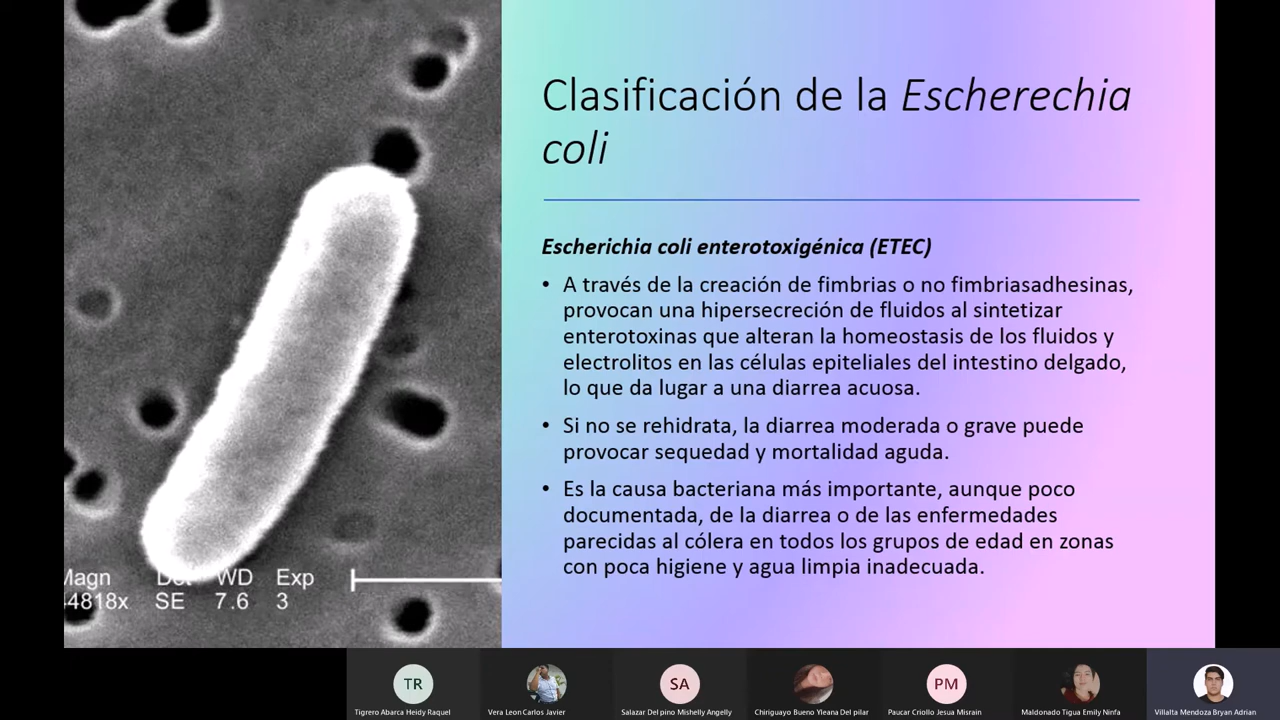 Clasificación de la Escherechia
coli
Escherichia coli enterotoxigénica (ETEC)
• A través de la creación de fimbrias o no fimbriasadhesinas,
provocan una hipersecreción de fluidos al sintetizar
enterotoxinas que alteran la homeostasis de los fluidos y
electrolitos en las células epiteliales del intestino delgado,
lo que da lugar a una diarrea acuosa.
• Si no se rehidrata, la diarrea moderada o grave puede
provocar sequedad y mortalidad aguda.
• Es la causa bacteriana más importante, aunque poco
documentada, de la diarrea o de las enfermedades
parecidas al cólera en todos los grupos de edad en zonas
con poca higiene y agua limpia inadecuada.
Magn Det WD Exp
44818x SE 7.6 3
TR SA PM
Tigrero Abarca Heidy Raquel Vera Leon Carlos Javier Salazar Del pino Mishelly Angelly Chiriguayo Bueno Yleana Del pilar Paucar Criollo Jesua Misrain Maldonado Tigua Emily Ninfa Villalta Mendoza Bryan Adrian